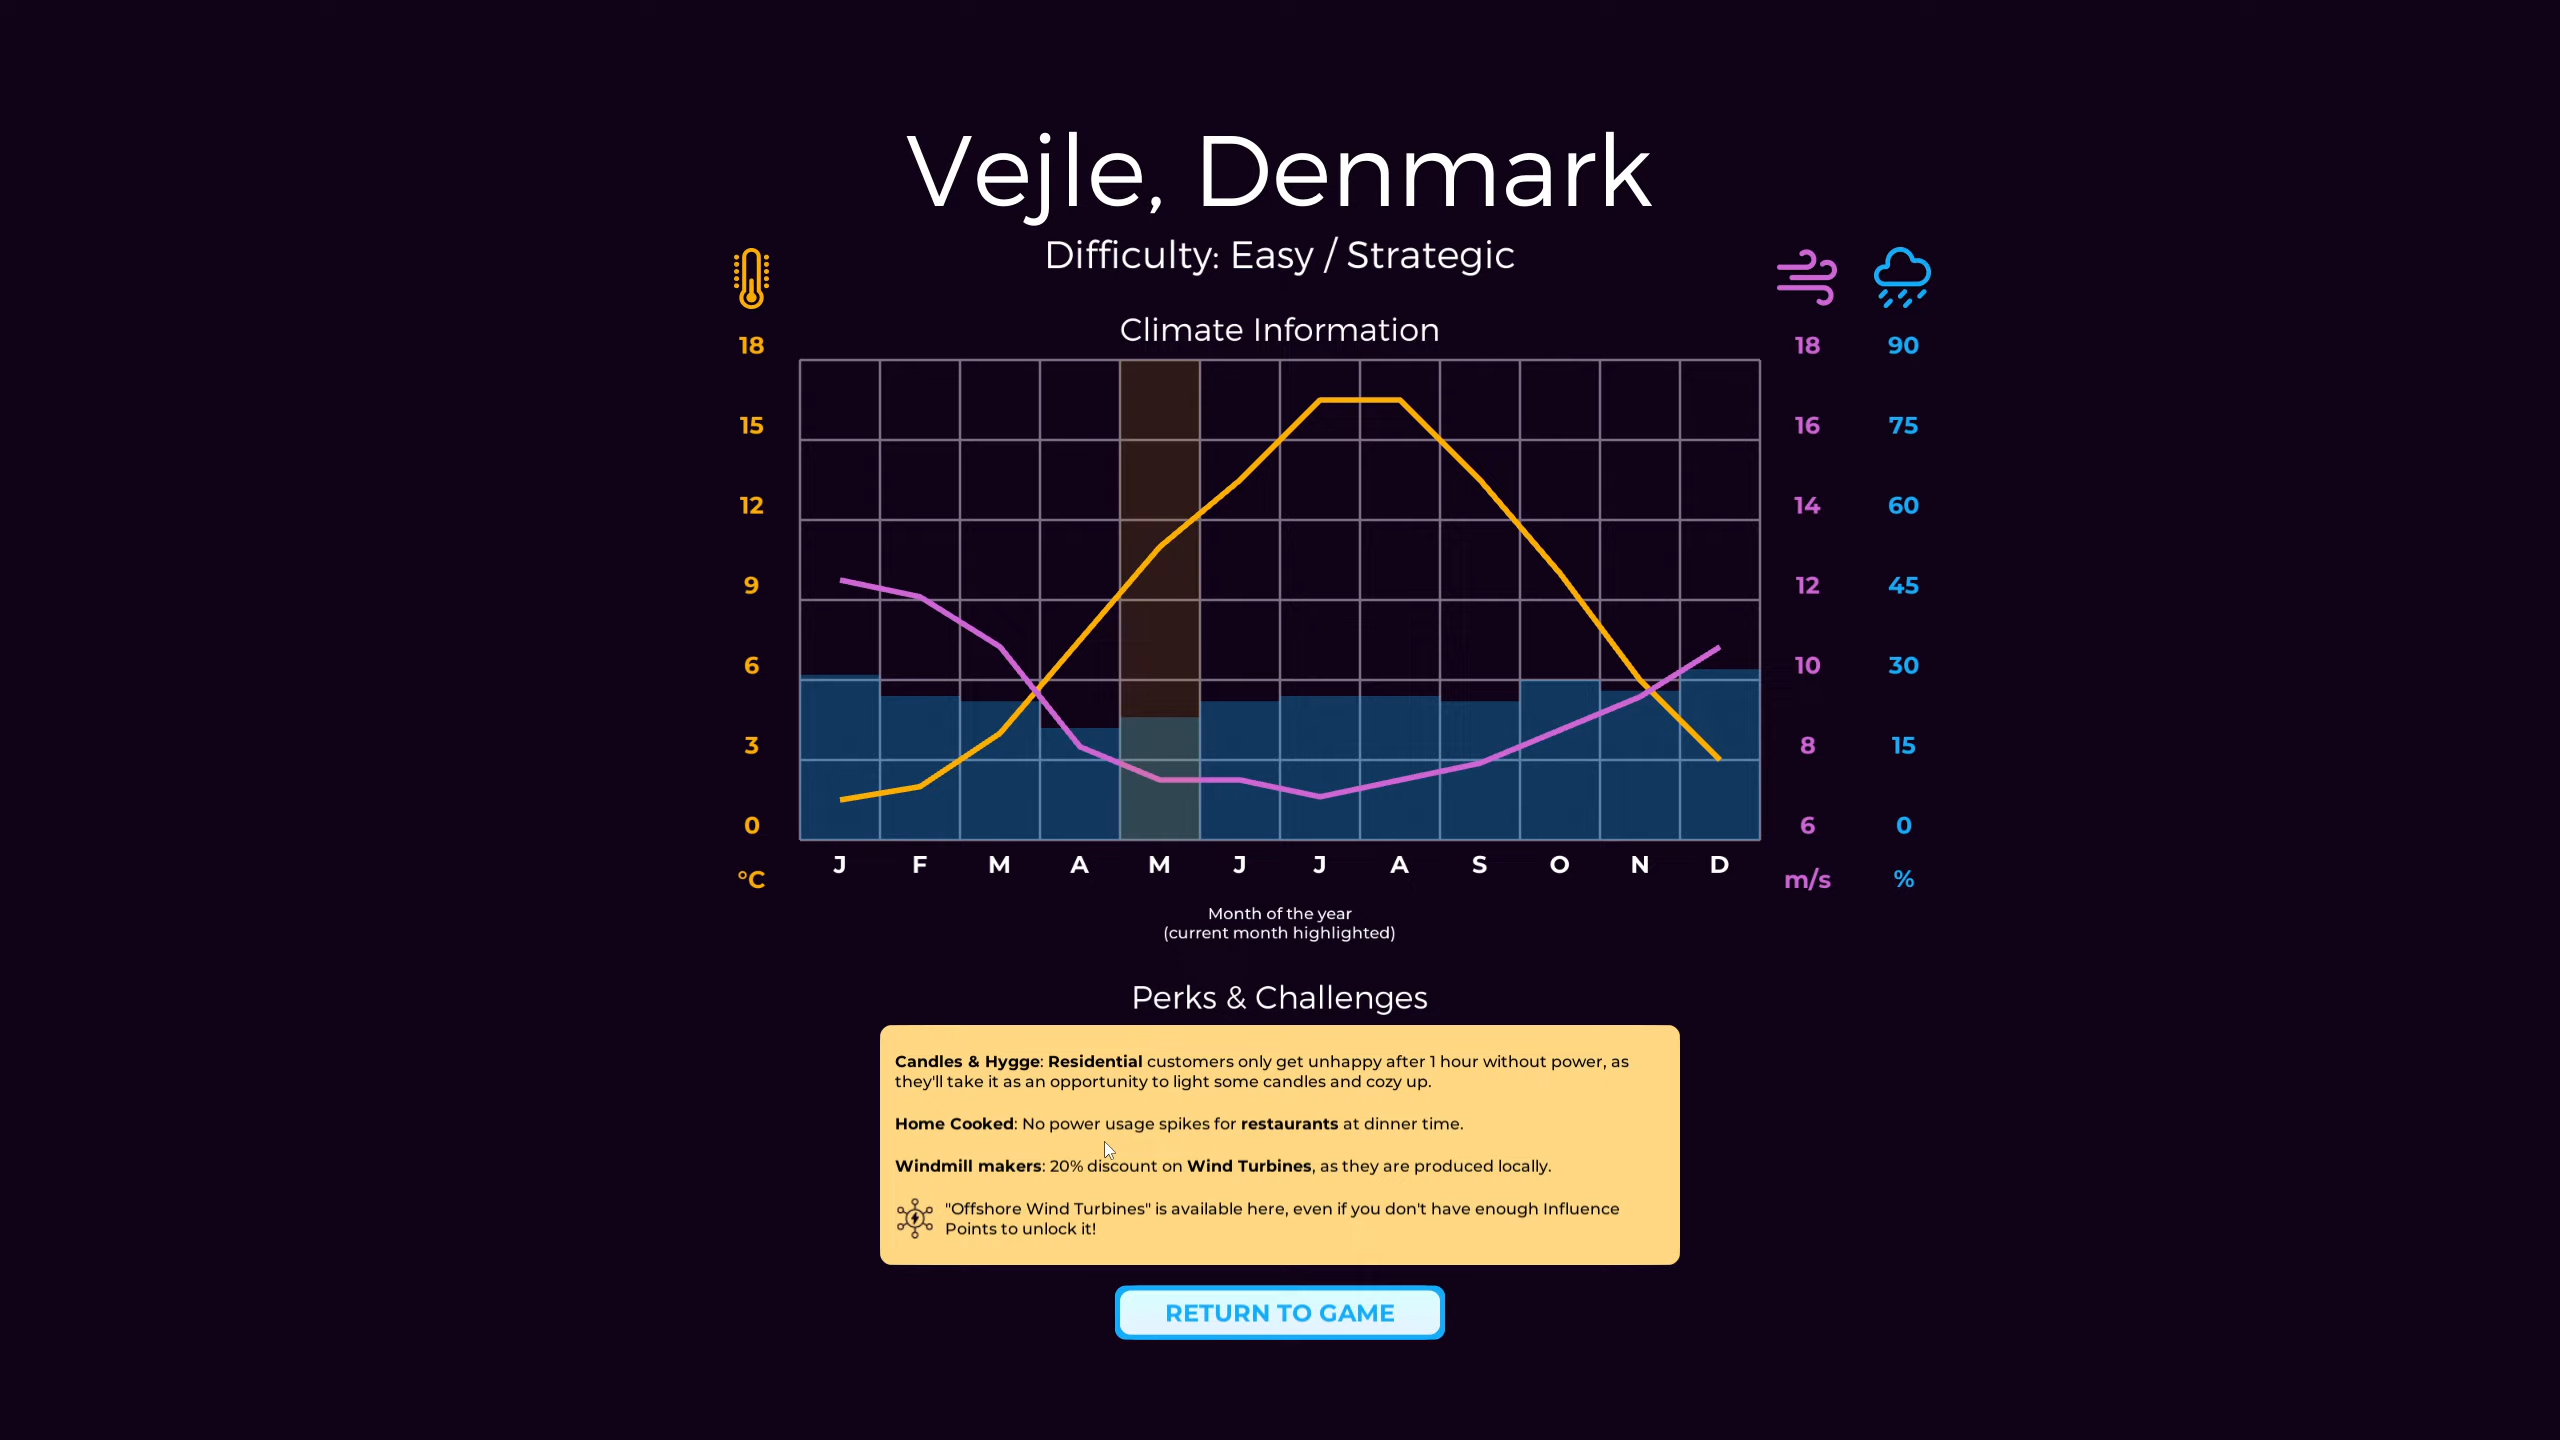 Vejle, Denmark
Difficulty: Easy / Strategic
Climate Information
18
15
12
9
6
3
0
°C
18
16
14
12
10
8
6
m/s
90
75
60
45
30
15
0
%
J F M A M J J A S O N D
Month of the year
(current month highlighted)
Perks & Challenges
Candles & Hygge: Residential customers only get unhappy after 1 hour without power, as
they'll take it as an opportunity to light some candles and cozy up.
Home Cooked: No power usage spikes for restaurants at dinner time.
Windmill makers: 20% discount on Wind Turbines, as they are produced locally.
"Offshore Wind Turbines" is available here, even if you don't have enough Influence
Points to unlock it!
RETURN TO GAME